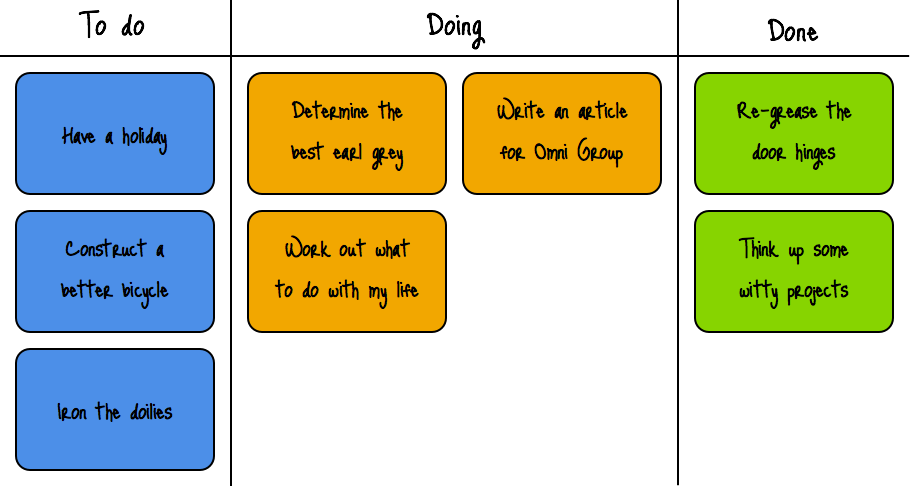 To do
Doing
Done
Have a holiday
Construct a
better bicycle
Iron the doilies
Determine the
best earl grey
Write an article
for Omni Group
Work out what
to do with my life
Re-grease the
door hinges
Think up some
witty projects